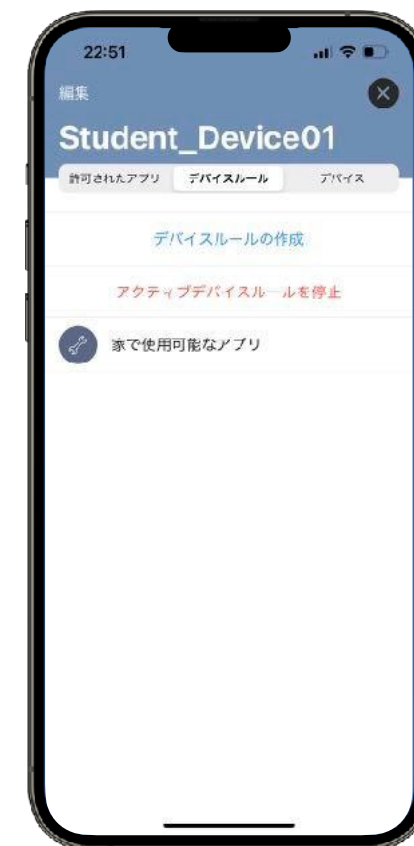 22:51
編集
Student_Device01
許可されたアプリ デバイスルール デバイス
デバイスルールの作成
アクティブデバイスルールを停止
家で使用可能なアプリ